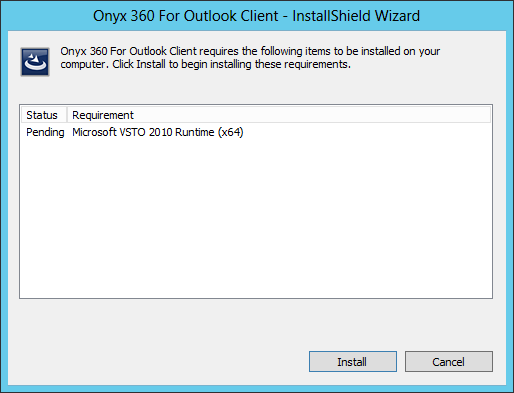 Onyx 360 For Outlook Client - InstallShield Wizard
Onyx 360 For Outlook Client requires the following items to be installed on your
computer. Click Install to begin installing these requirements.
Status Requirement
Pending Microsoft VSTO 2010 Runtime (x64)
Install Cancel